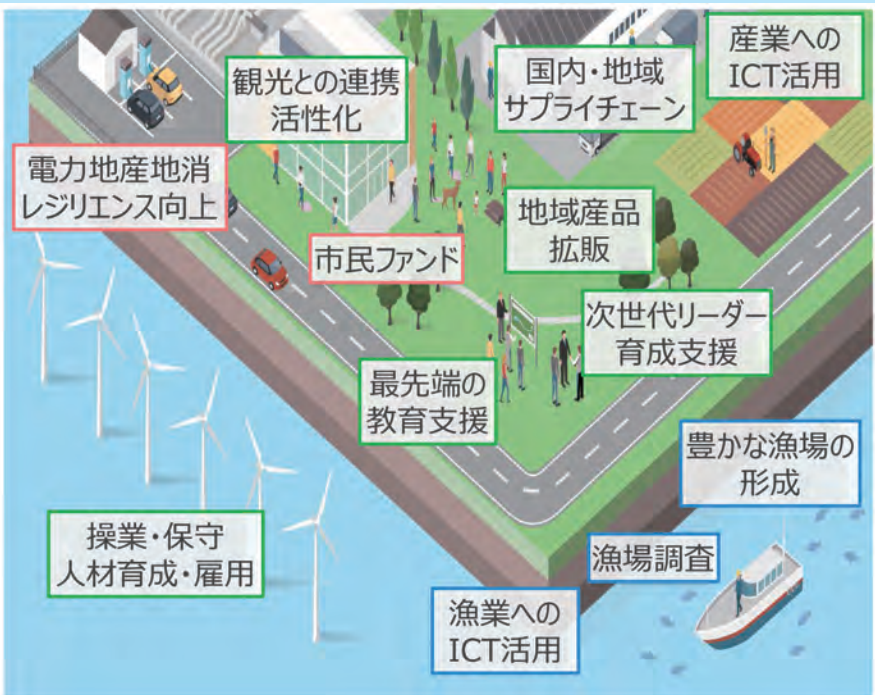 産業への
ICT活用
国内・地域
サプライチェーン
観光との連携
活性化
電力地産地消
レジリエンス向上
地域産品
拡販
市民ファンド
次世代リーダー
育成支援
最先端の
教育支援
豊かな漁場の
形成
操業・保守
人材育成・雇用
漁場調査
漁業への
ICT活用